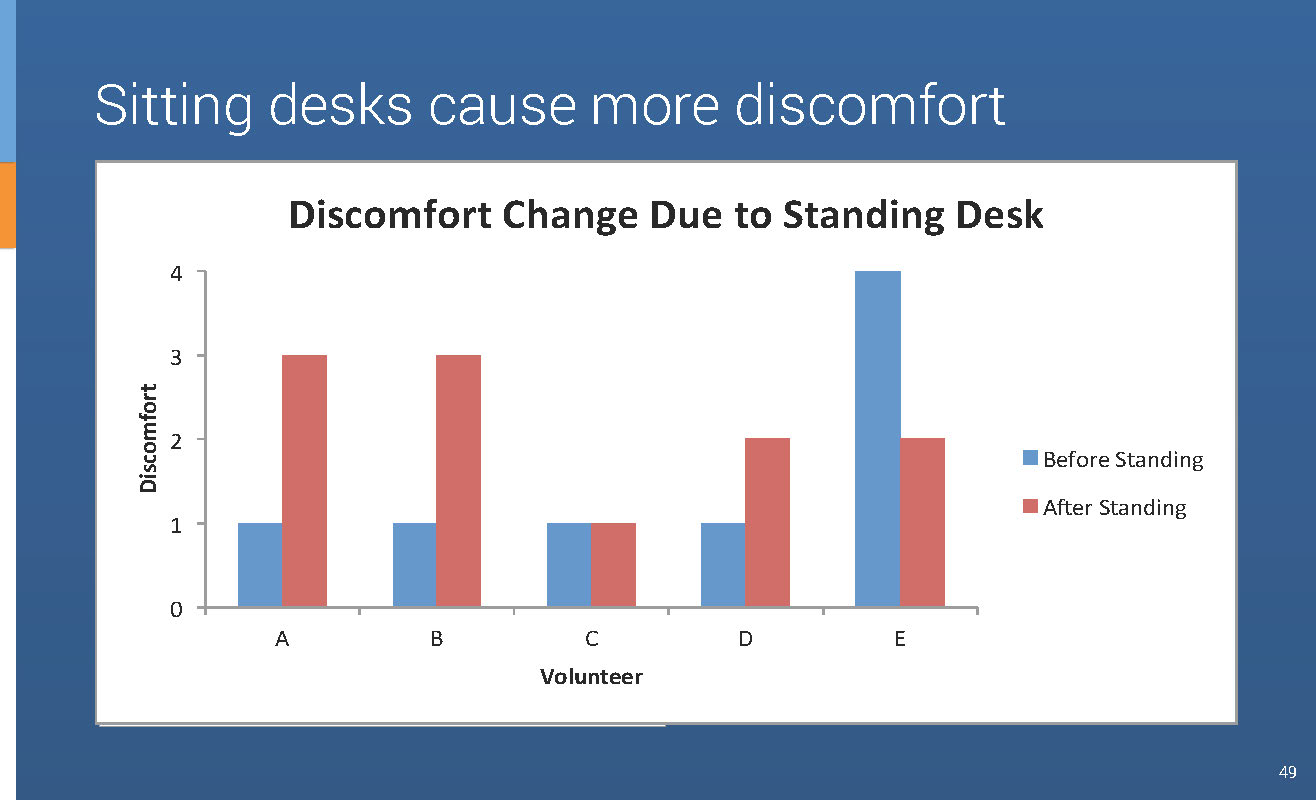 Sitting desks cause more discomfort
Discomfort Change Due to Standing Desk
4
3
2
1
0
Discomfort
A B C D E
Volunteer
Before Standing
After Standing
49